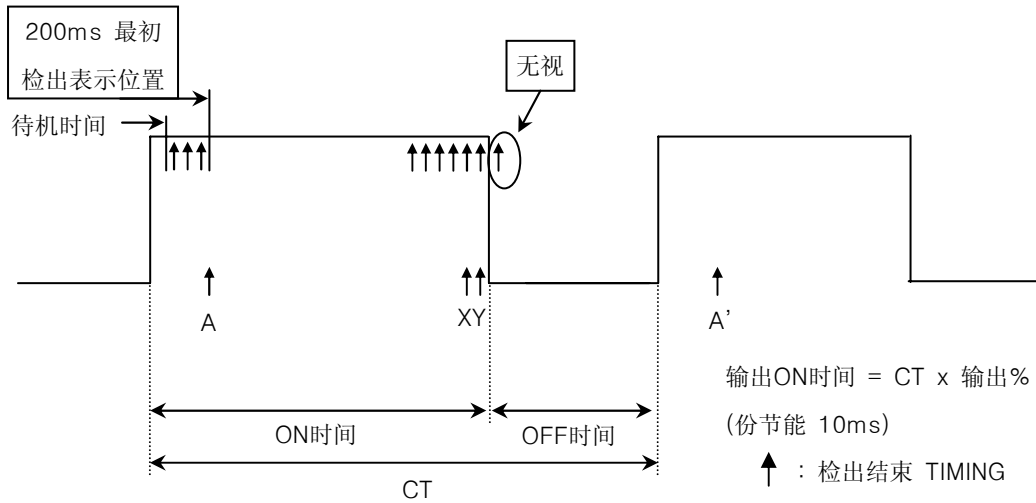 200ms 最初
检出表示位置
待机时间
无视
A
XY
A’
输出ON时间 = CT x 输出%
(份节能 10ms)
ON时间
OFF时间
↑ : 检出结束 TIMING
CT